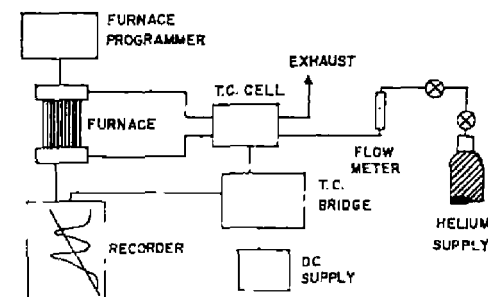 FURNACE
PROGRAMMER
EXHAUST
T.C. CELL
FURNACE
FLOW
METER
T.C.
BRIDGE
HELIUM
SUPPLY
RECORDER
DC
SUPPLY